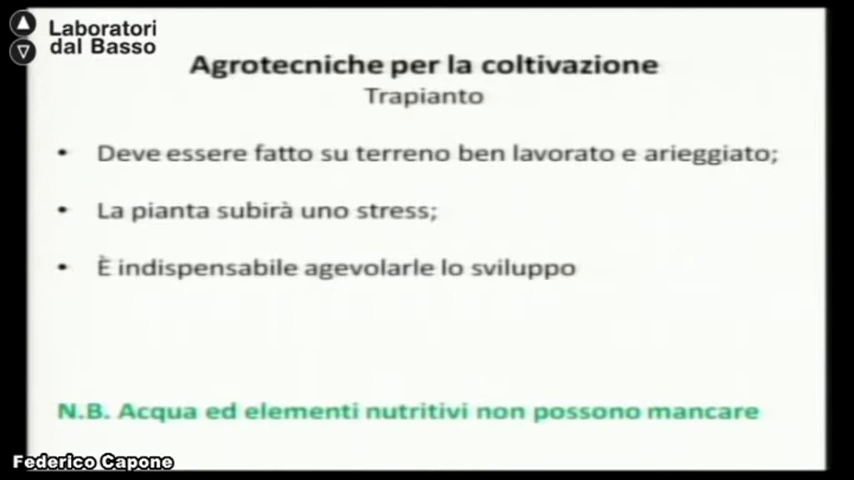 Laboratori
dal Basso
Agrotecniche per la coltivazione
Trapianto
• Deve essere fatto su terreno ben lavorato e arieggiato;
• La pianta subirà uno stress;
• È indispensabile agevolarle lo sviluppo
N.B. Acqua ed elementi nutritivi non possono mancare
Federico Capone